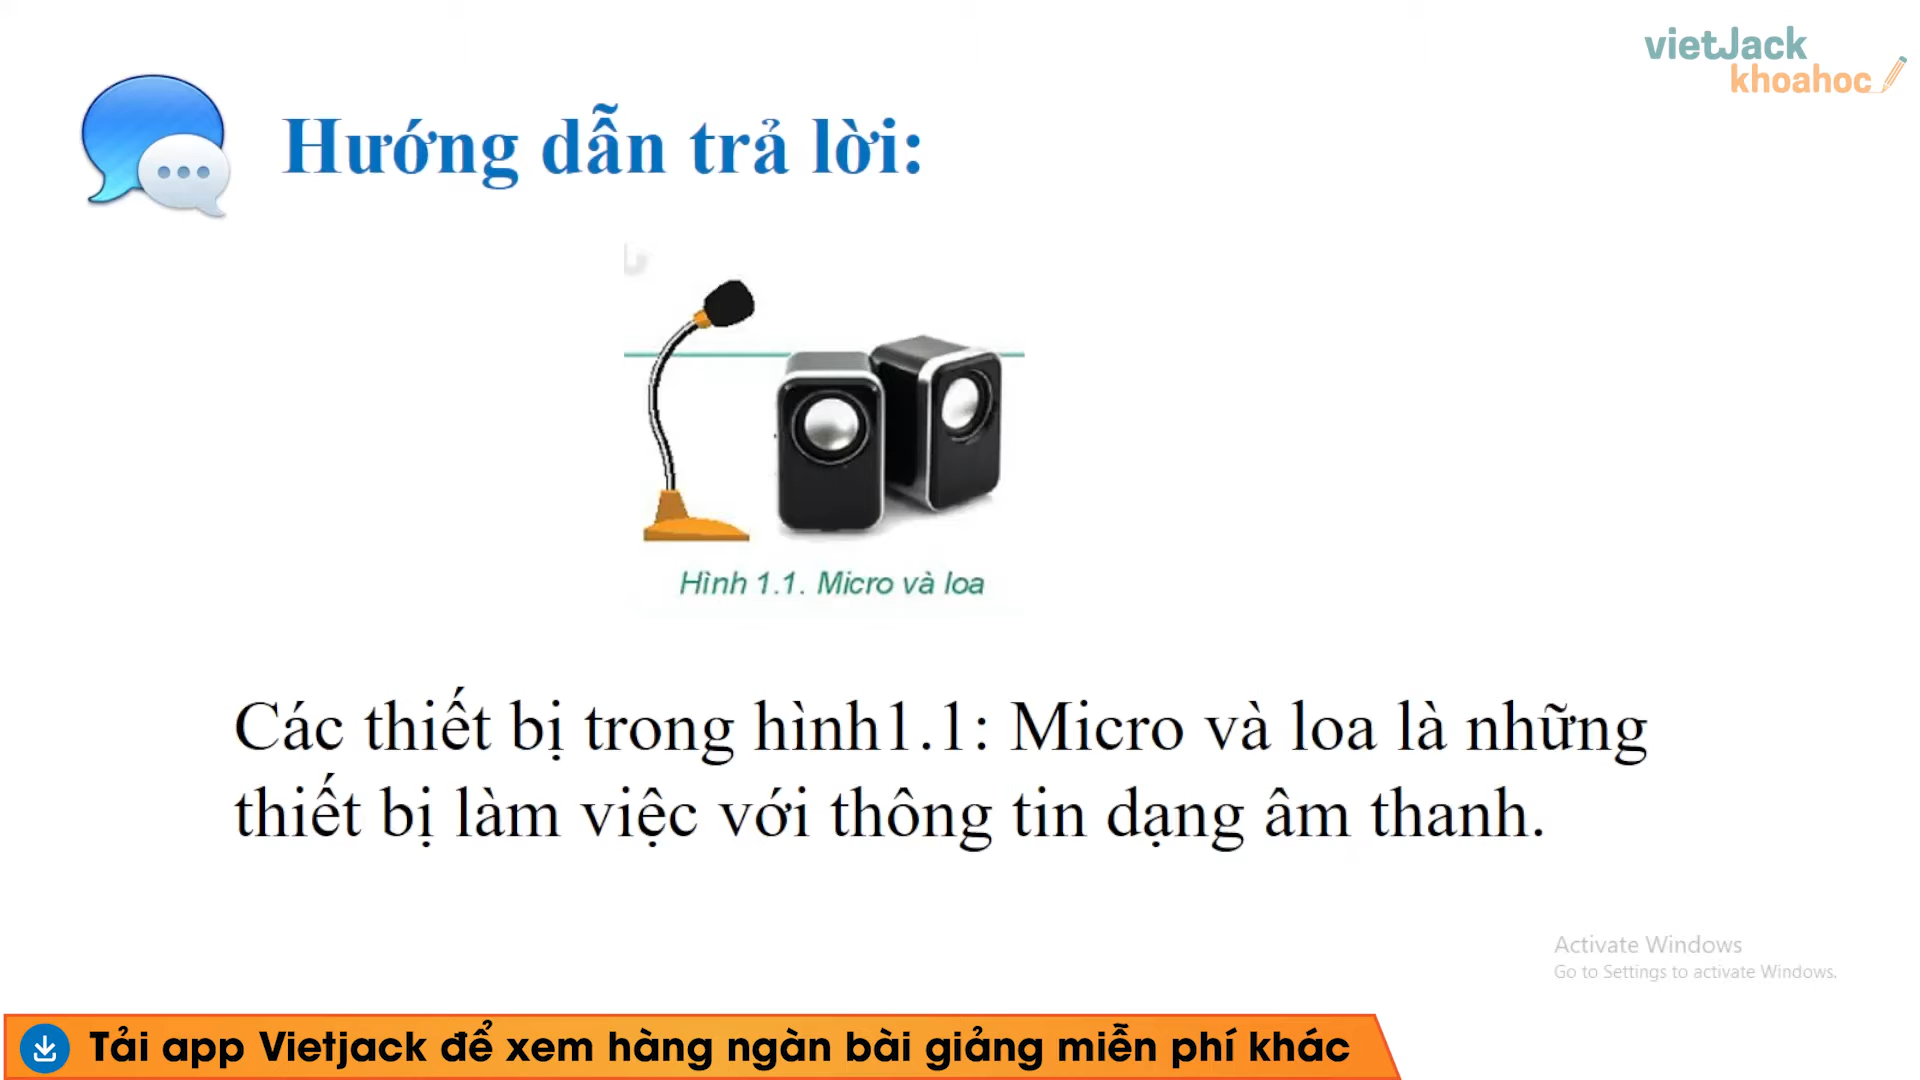 vietJack
khoahoc
Hướng dẫn trả lời:
Hình 1.1. Micro và loa
Các thiết bị trong hình1.1: Micro và loa là những
thiết bị làm việc với thông tin dạng âm thanh.
Activate Windows
Go to Settings to activate Windows.
Tải app Vietjack để xem hàng ngàn bài giảng miễn phí khác